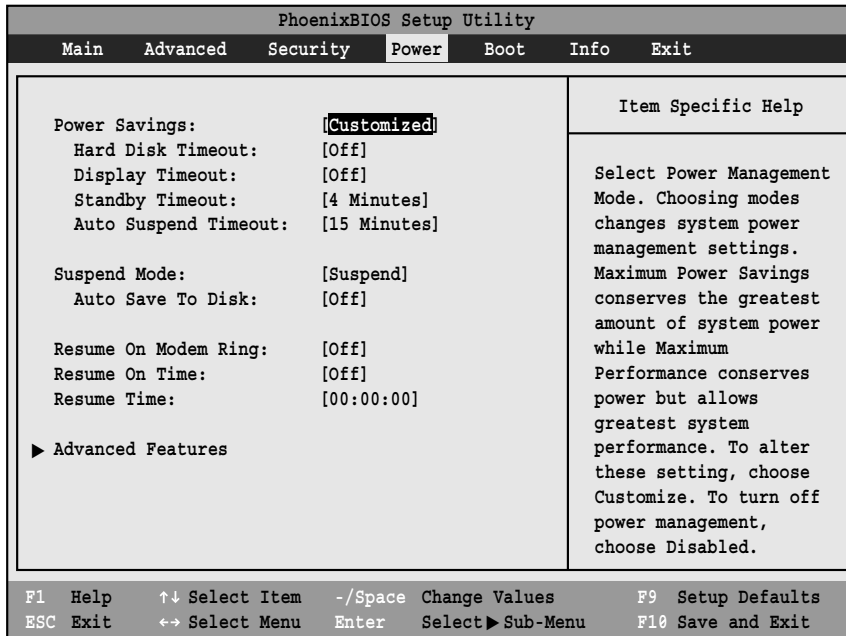 PhoenixBIOS Setup Utility
Main Advanced Security Power Boot Info Exit
Power Savings: [Customized]
Hard Disk Timeout: [Off]
Display Timeout: [Off]
Standby Timeout: [4 Minutes]
Auto Suspend Timeout: [15 Minutes]
Suspend Mode: [Suspend]
Auto Save To Disk: [Off]
Resume On Modem Ring: [Off]
Resume On Time: [Off]
Resume Time: [00:00:00]
▶ Advanced Features
Item Specific Help
Select Power Management
Mode. Choosing modes
changes system power
management settings.
Maximum Power Savings
conserves the greatest
amount of system power
while Maximum
Performance conserves
power but allows
greatest system
performance. To alter
these setting, choose
Customize. To turn off
power management,
choose Disabled.
F1 Help ↑↓ Select Item -/Space Change Values F9 Setup Defaults
ESC Exit ←→ Select Menu Enter Select ▶ Sub-Menu F10 Save and Exit